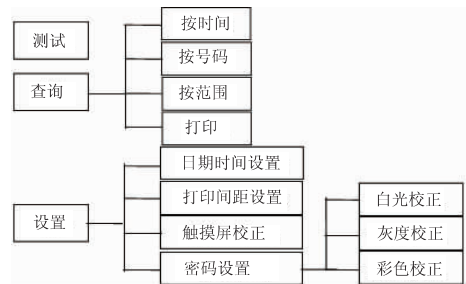 测试
查询
按时间
按号码
按范围
打印
设置
日期时间设置
打印间距设置
触摸屏校正
密码设置
白光校正
灰度校正
彩色校正